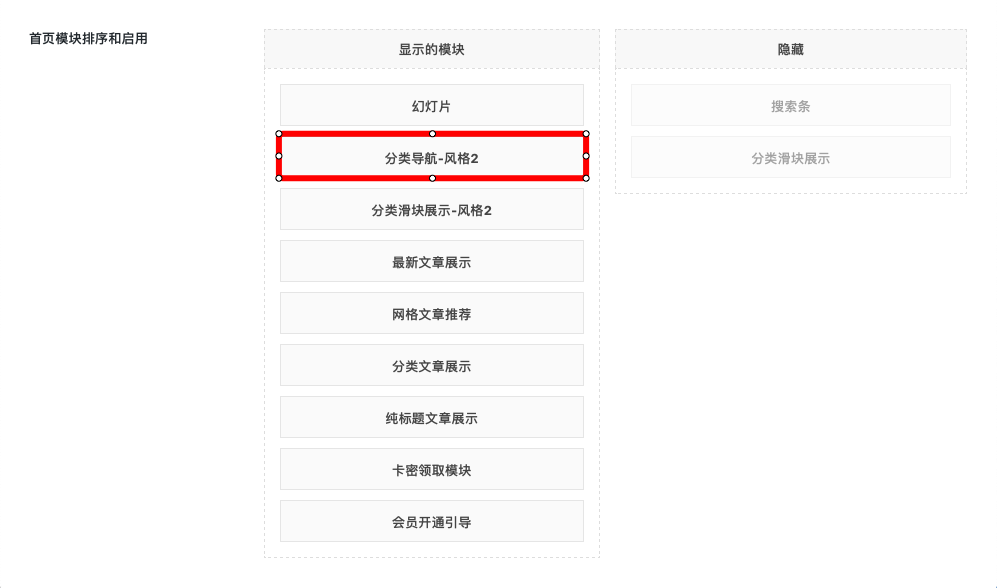 首页模块排序和启用
显示的模块
幻灯片
分类导航-风格2
分类滑块展示-风格2
最新文章展示
网格文章推荐
分类文章展示
纯标题文章展示
卡密领取模块
会员开通引导
隐藏
搜索条
分类滑块展示